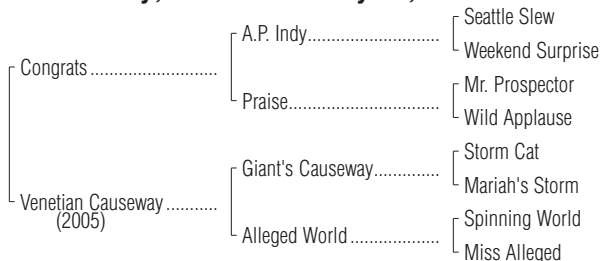 Seattle Slew
A.P. Indy
Weekend Surprise
Congrats
Mr. Prospector
Praise
Wild Applause
Storm Cat
Giant's Causeway
Mariah's Storm
Venetian Causeway
(2005)
Spinning World
Alleged World
Miss Alleged